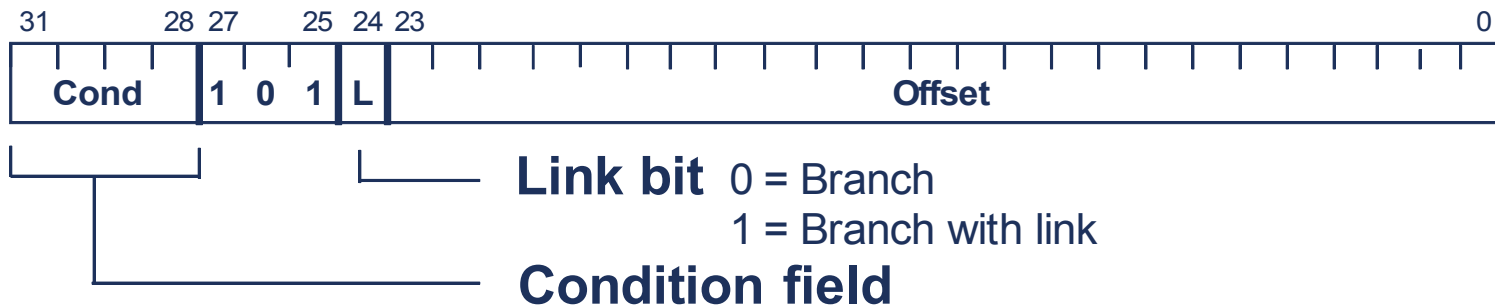 31 28 27 25 24 23 0
Cond 1 0 1 L Offset
Link bit 0 = Branch
1 = Branch with link
Condition field